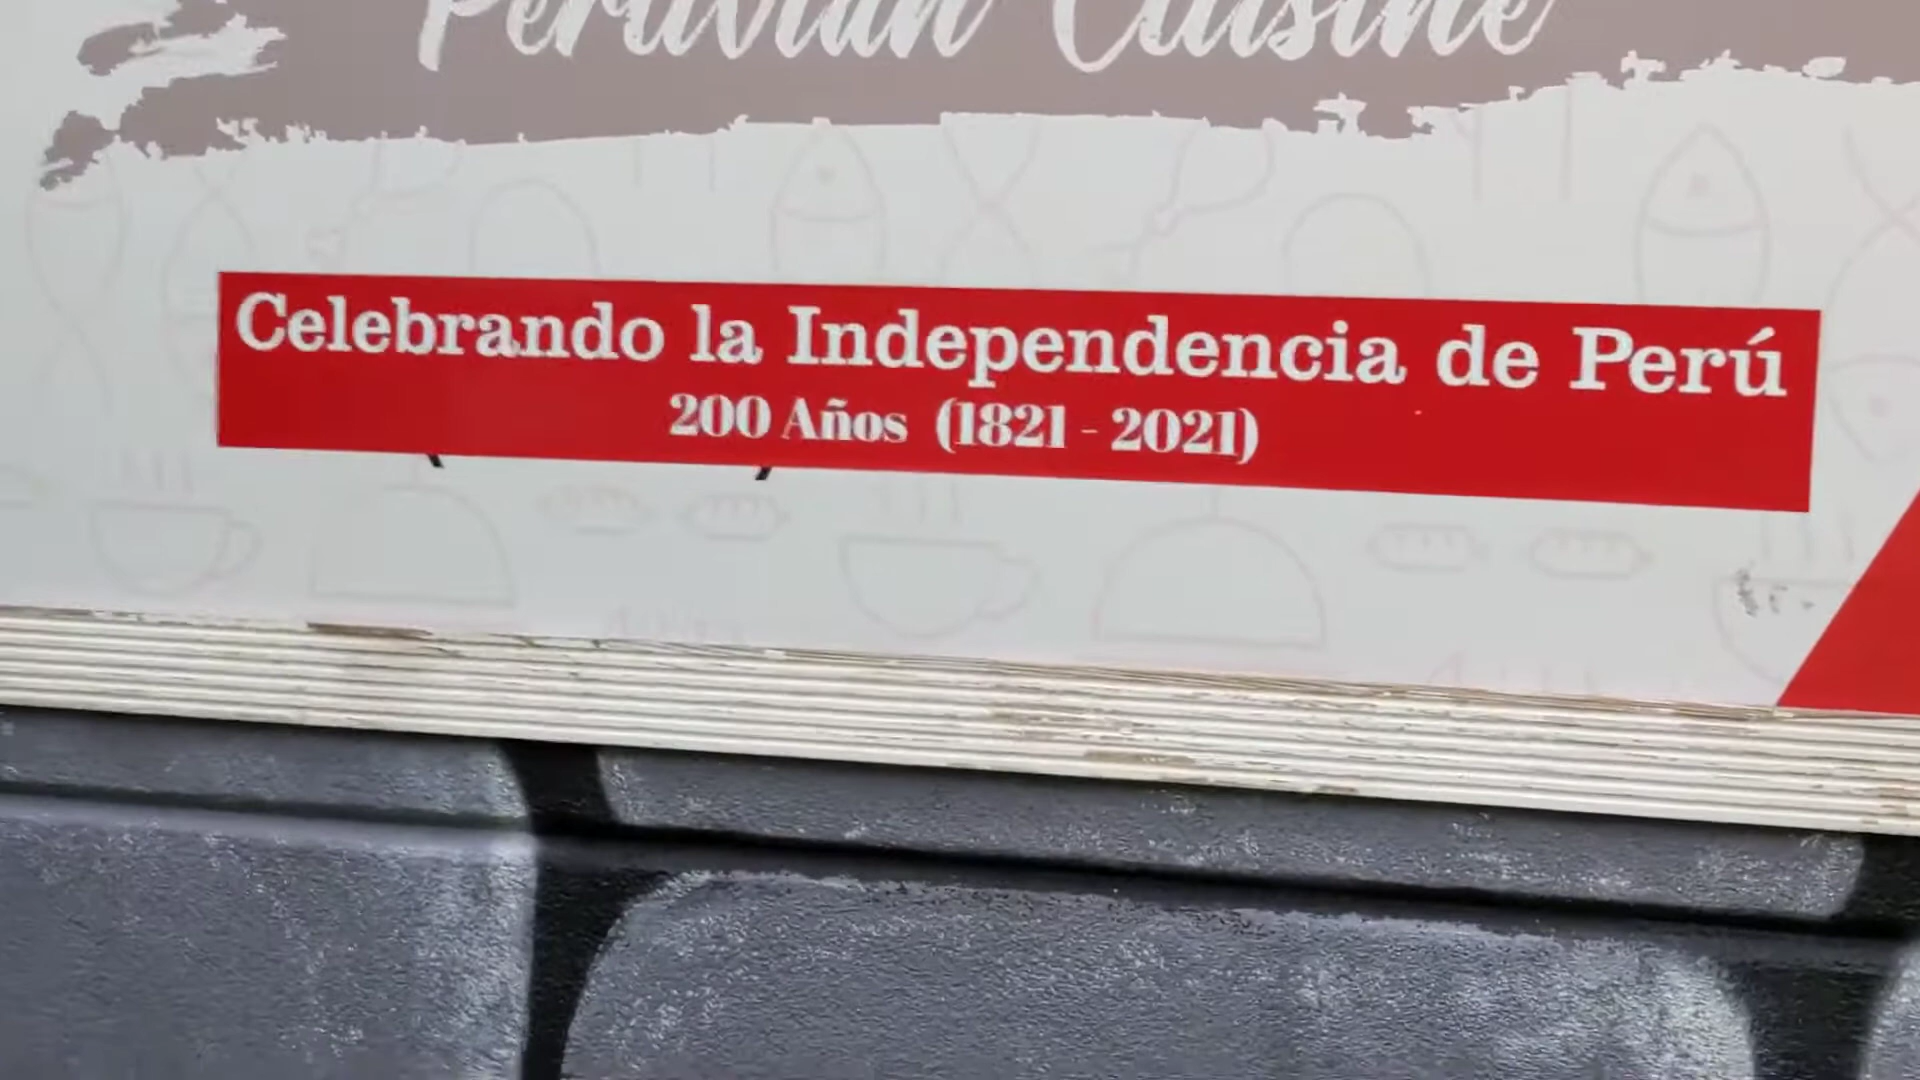 Peruvian Cuisine
Celebrando la Independencia de Perú
200 Años (1821 - 2021)